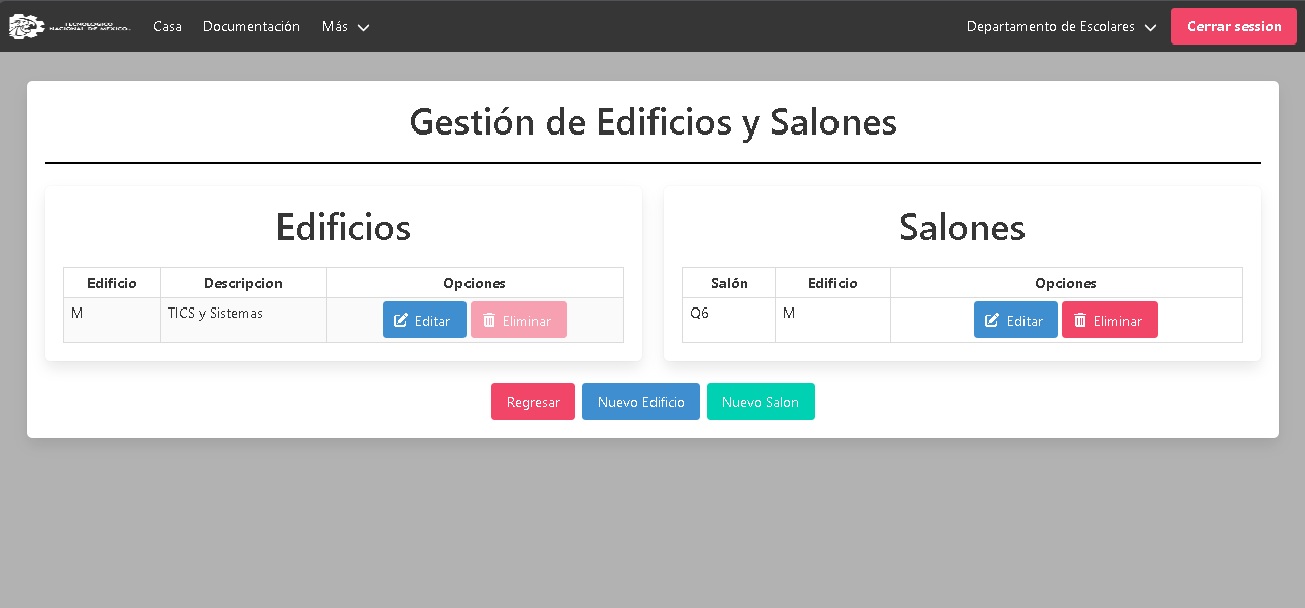 TECNOLÓGICO
NACIONAL DE MÉXICO
Casa Documentación Más Departamento de Escolares Cerrar session
Gestión de Edificios y Salones
Edificios
Edificio Descripcion Opciones
M TICS y Sistemas Editar Eliminar
Salones
Salón Edificio Opciones
Q6 M Editar Eliminar
Regresar Nuevo Edificio Nuevo Salon